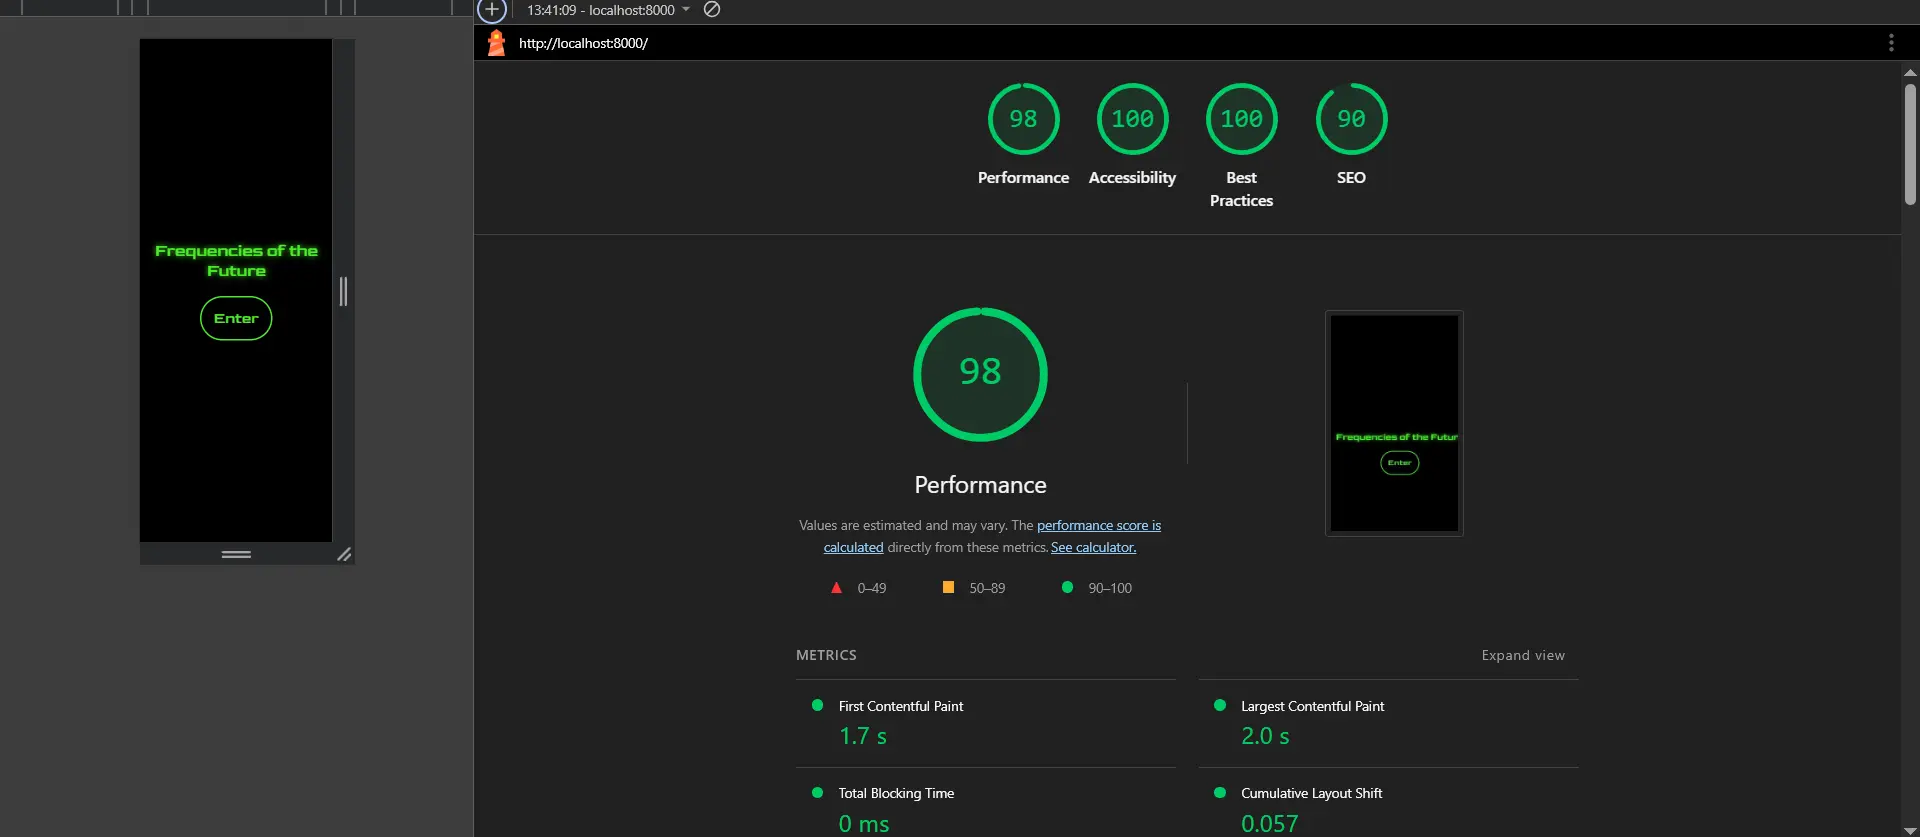 13:41:09 - localhost:8000
http://localhost:8000/
Frequencies of the
Future
Enter
98
100
100
90
Performance
Accessibility
Best
Practices
SEO
98
Performance
Values are estimated and may vary. The performance score is
calculated directly from these metrics. See calculator.
0–49
50–89
90–100
Frequencies of the Futur
Enter
METRICS
Expand view
First Contentful Paint
1.7 s
Largest Contentful Paint
2.0 s
Total Blocking Time
0 ms
Cumulative Layout Shift
0.057